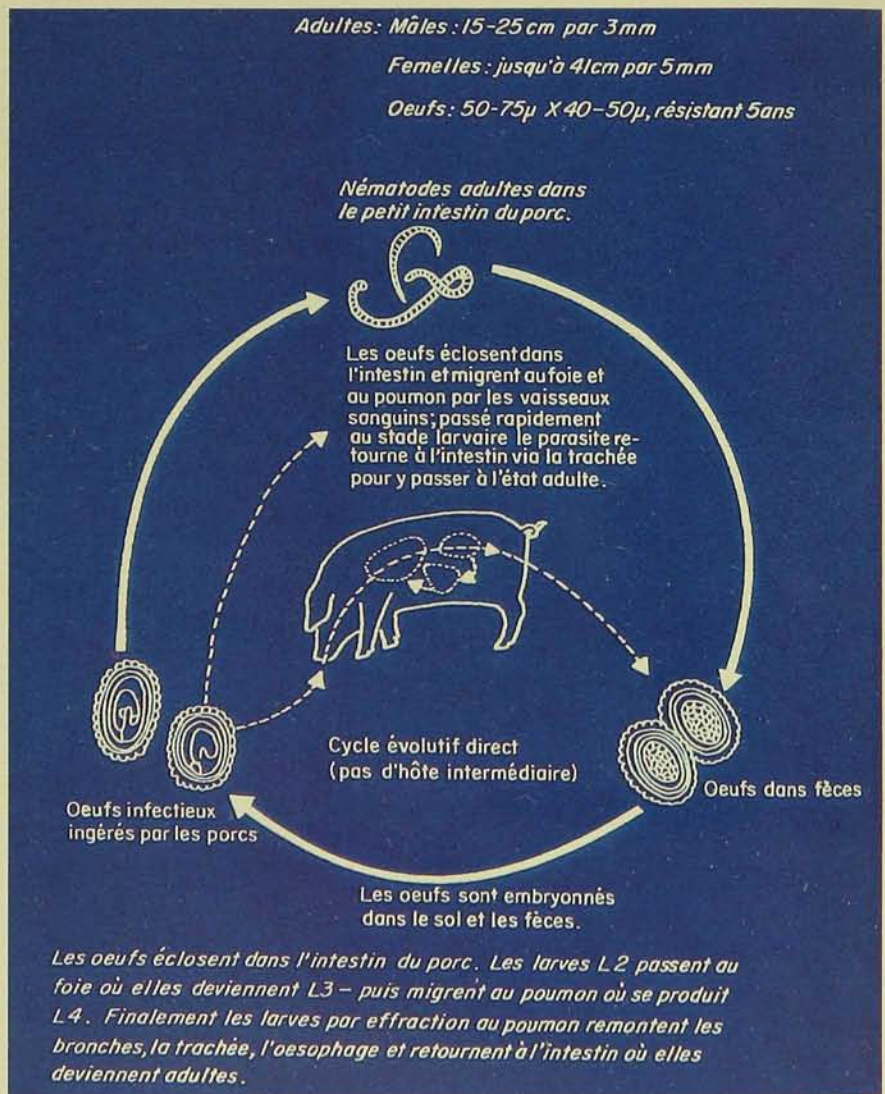 Adultes: Mâles: 15-25 cm par 3mm
Femelles: jusqu'à 41cm par 5mm
Oeufs: 50-75µ X 40-50µ, résistant 5ans
Nématodes adultes dans
le petit intestin du porc.
Les oeufs éclosent dans
l'intestin et migrent au foie et
au poumon par les vaisseaux
sanguins; passé rapidement
au stade larvaire le parasite re-
tourne à l'intestin via la trachée
pour y passer à l'état adulte.
Cycle évolutif direct
(pas d'hôte intermédiaire)
Oeufs dans fèces
Oeufs infectieux
ingérés par les porcs
Les oeufs sont embryonnés
dans le sol et les fèces.
Les oeufs éclosent dans l'intestin du porc. Les larves L2 passent au
foie où elles deviennent L3 - puis migrent au poumon où se produit
L4. Finalement les larves par effraction au poumon remontent les
bronches, la trachée, l'oesophage et retournent à l'intestin où elles
deviennent adultes.